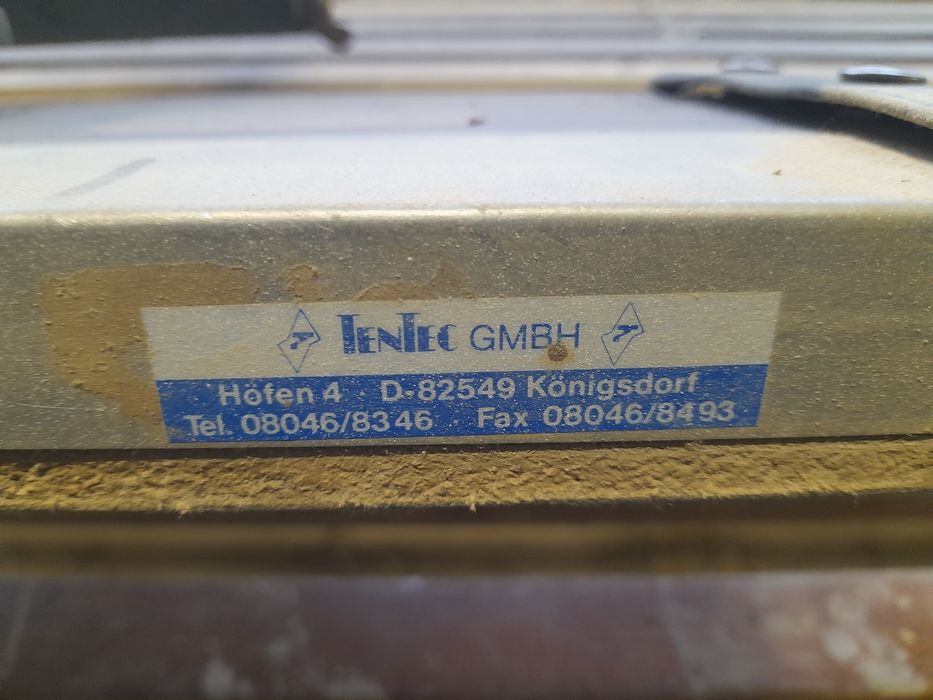 TENTEC GMBH
Höfen 4 · D-82549 Königsdorf
Tel. 08046/8346 · Fax 08046/8493